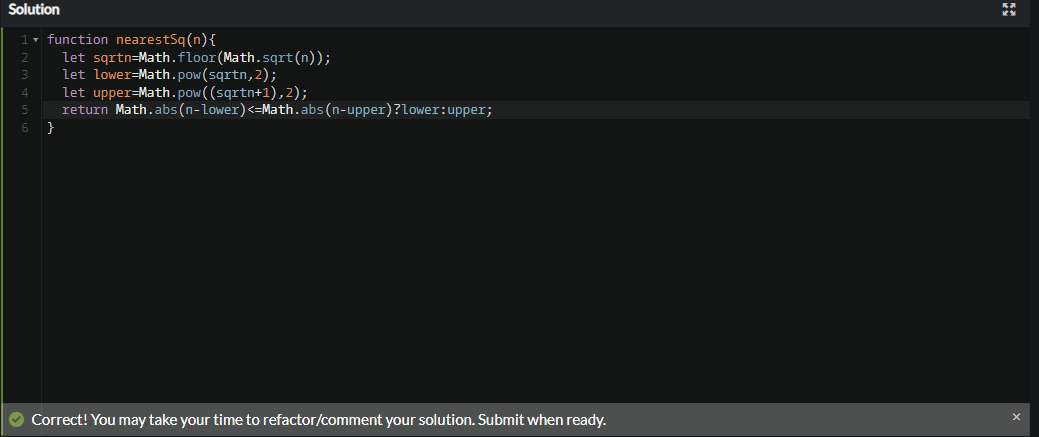 Solution
1 function nearestSq(n){
2 let sqrtn=Math.floor(Math.sqrt(n));
3 let lower=Math.pow(sqrtn,2);
4 let upper=Math.pow((sqrtn+1),2);
5 return Math.abs(n-lower)<=Math.abs(n-upper)?lower:upper;
6 }
Correct! You may take your time to refactor/comment your solution. Submit when ready.